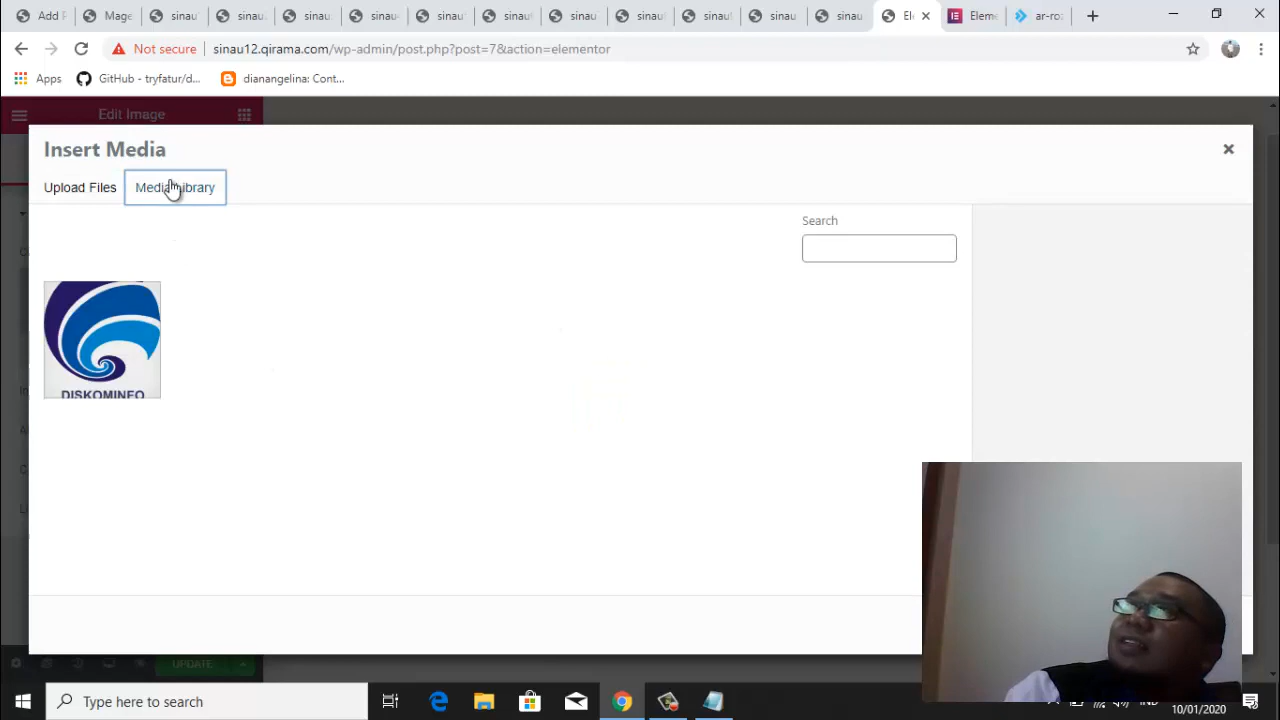 Add P
Mage
sinau
sinau
sinau
sinau
sinau
sinau
sinau
sinau
sinau
sinau
sinau
El
Eleme
ar-ro
Not secure
sinau12.qirama.com/wp-admin/post.php?post=7&action=elementor
Apps
GitHub - tryfatur/d...
dianangelina: Cont...
Edit Image
Insert Media
Upload Files
Media Library
Search
DISKOMINFO
UPDATE
Type here to search
10/01/2020